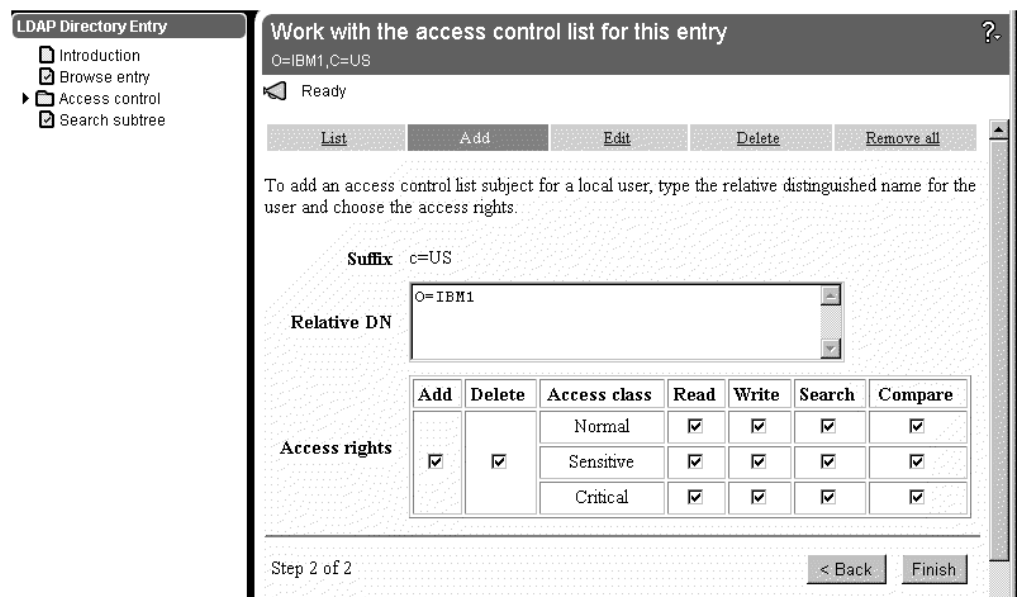 LDAP Directory Entry
Introduction
Browse entry
Access control
Search subtree
Work with the access control list for this entry
O=IBM1,C=US
?
Ready
List Add Edit Delete Remove all
To add an access control list subject for a local user, type the relative distinguished name for the
user and choose the access rights.
Suffix c=US
Relative DN O=IBM1
Access rights
Add Delete Access class Read Write Search Compare
Normal
Sensitive
Critical
Step 2 of 2
< Back Finish